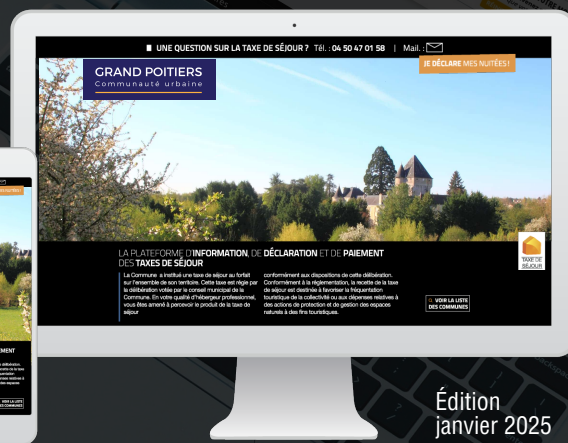 UNE QUESTION SUR LA TAXE DE SÉJOUR ? Tél. : 04 50 47 01 58 | Mail. :
JE DÉCLARE MES NUITÉES !
GRAND POITIERS
Communauté urbaine
LA PLATEFORME D'INFORMATION, DE DÉCLARATION ET DE PAIEMENT
DES TAXES DE SÉJOUR
La Commune a institué une taxe de séjour au forfait
sur l'ensemble de son territoire. Cette taxe est régie par
la délibération votée par le conseil municipal de la
Commune. En votre qualité d'hébergeur professionnel,
vous êtes amené à percevoir le produit de la taxe de
séjour
conformément aux dispositions de cette délibération.
Conformément à la réglementation, la recette de la taxe
de séjour est destinée à favoriser la fréquentation
touristique de la collectivité ou aux dépenses relatives à
des actions de protection et de gestion des espaces
naturels à des fins touristiques.
TAXE DE
SÉJOUR
VOIR LA LISTE
DES COMMUNES
Édition
janvier 2025